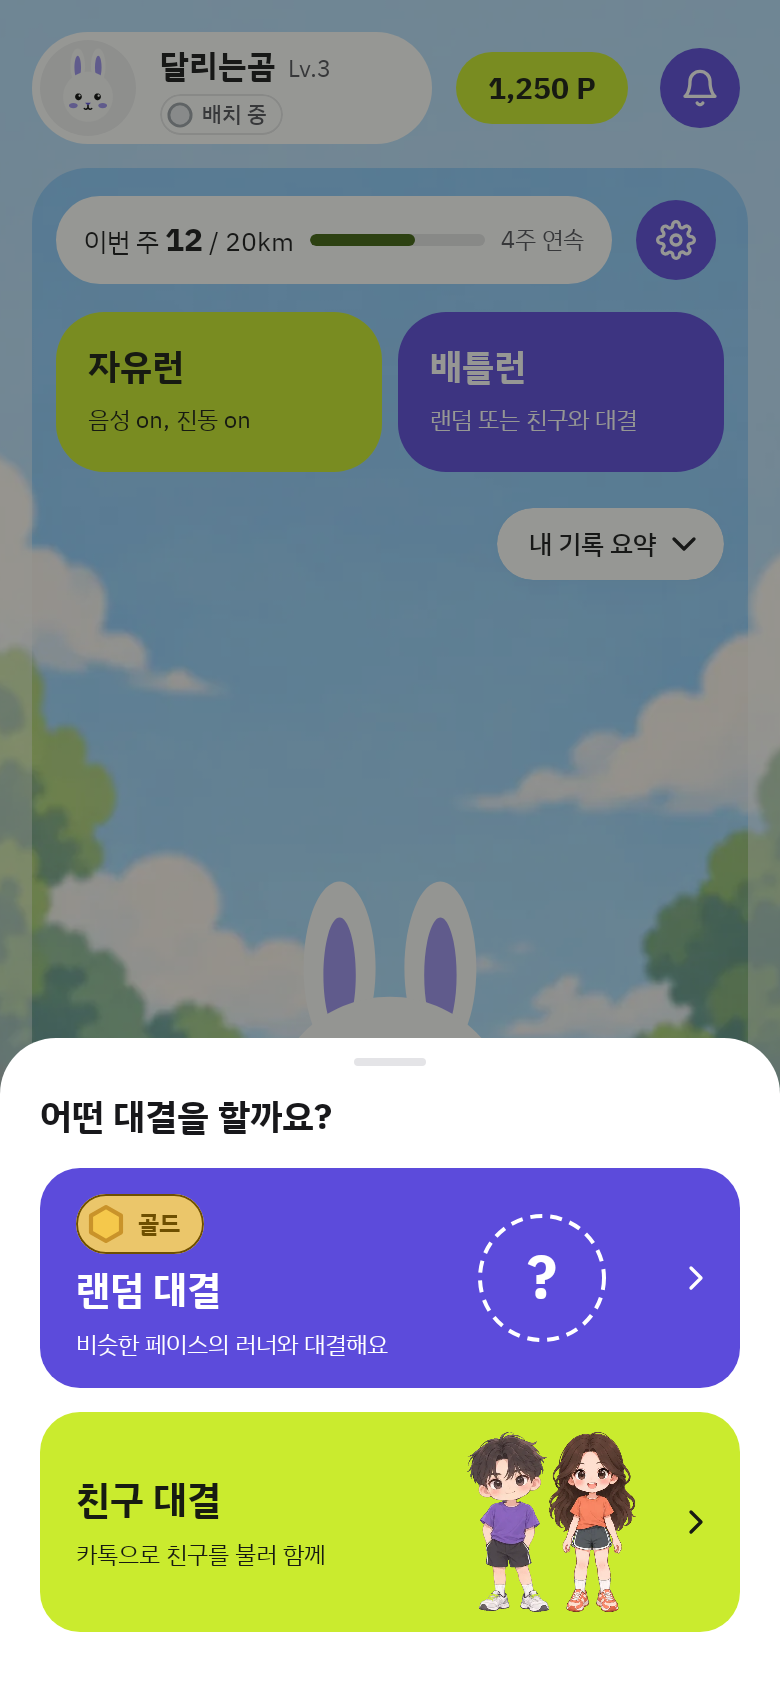 달리는곰 Lv.3
배치 중
1,250 P
이번 주 12 / 20km
4주 연속
자유런
음성 on, 진동 on
배틀런
랜덤 또는 친구와 대결
내 기록 요약
어떤 대결을 할까요?
골드
랜덤 대결
비슷한 페이스의 러너와 대결해요
?
친구 대결
카톡으로 친구를 불러 함께